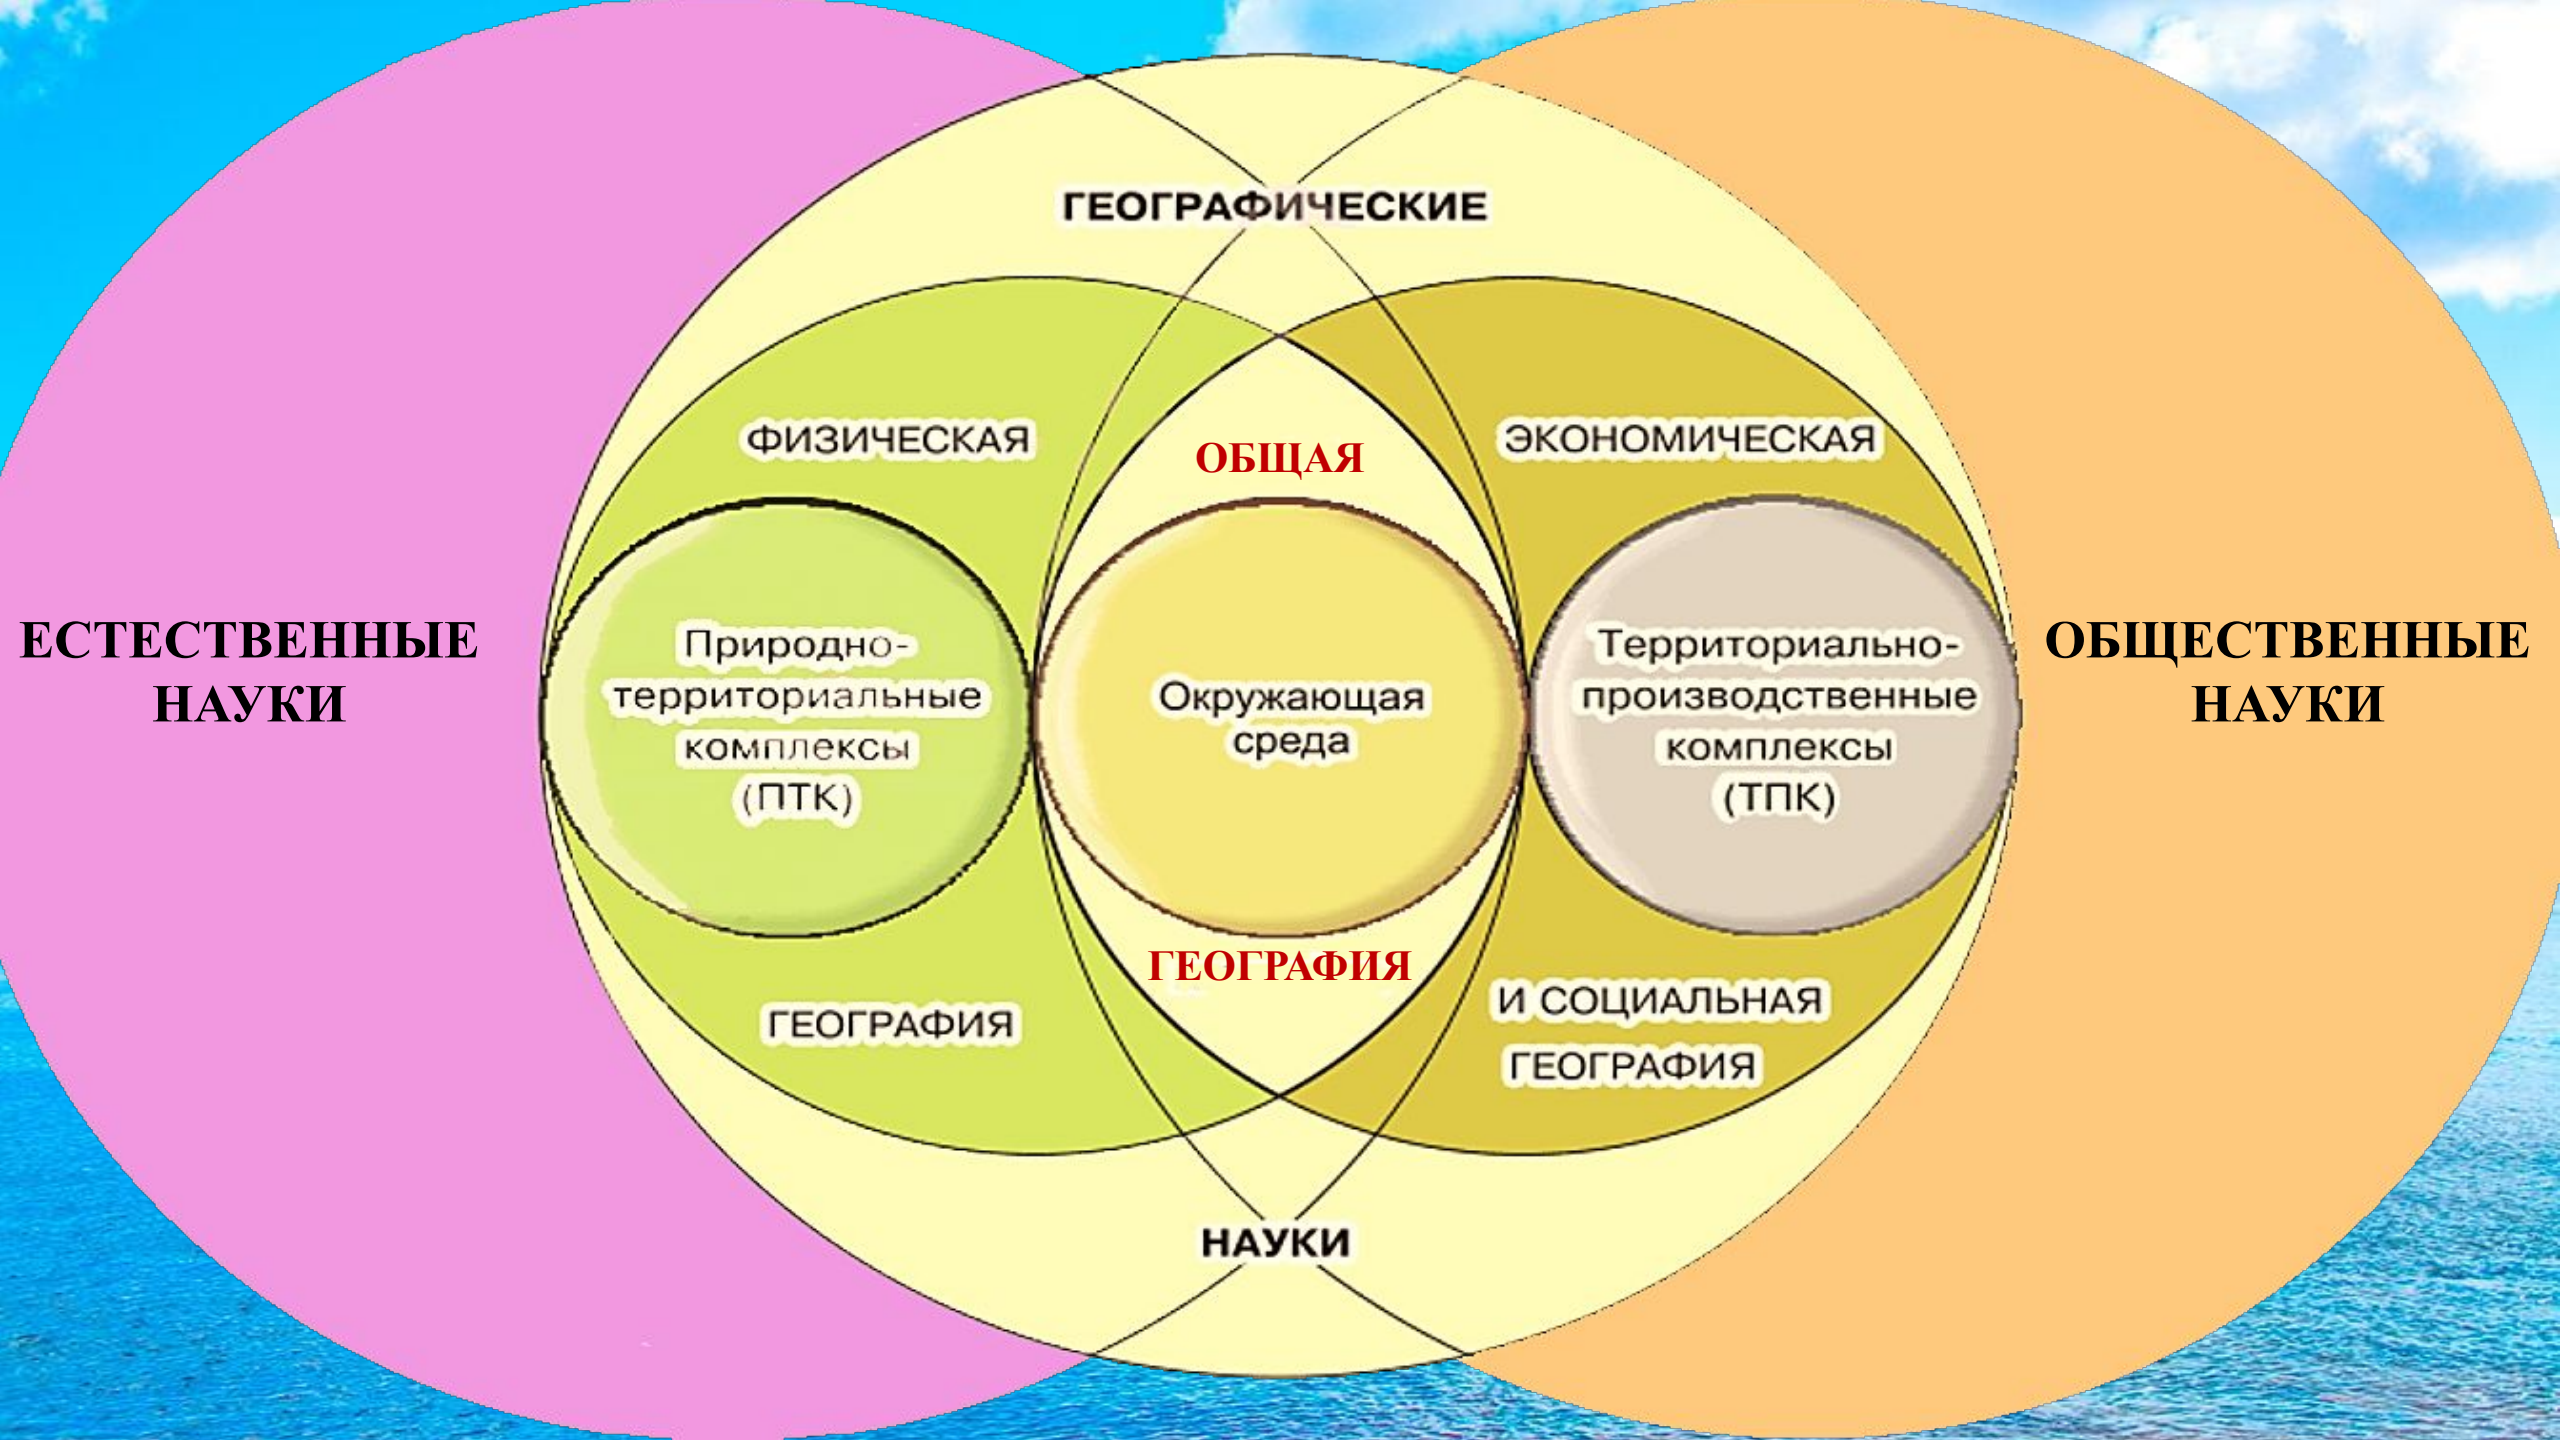 ГЕОГРАФИЧЕСКИЕ
ФИЗИЧЕСКАЯ
ОБЩАЯ
ЭКОНОМИЧЕСКАЯ
ЕСТЕСТВЕННЫЕ
НАУКИ
Природно-
территориальные
комплексы
(ПТК)
Окружающая
среда
Территориально-
производственные
комплексы
(ТПК)
ОБЩЕСТВЕННЫЕ
НАУКИ
ГЕОГРАФИЯ
ГЕОГРАФИЯ
И СОЦИАЛЬНАЯ
ГЕОГРАФИЯ
НАУКИ